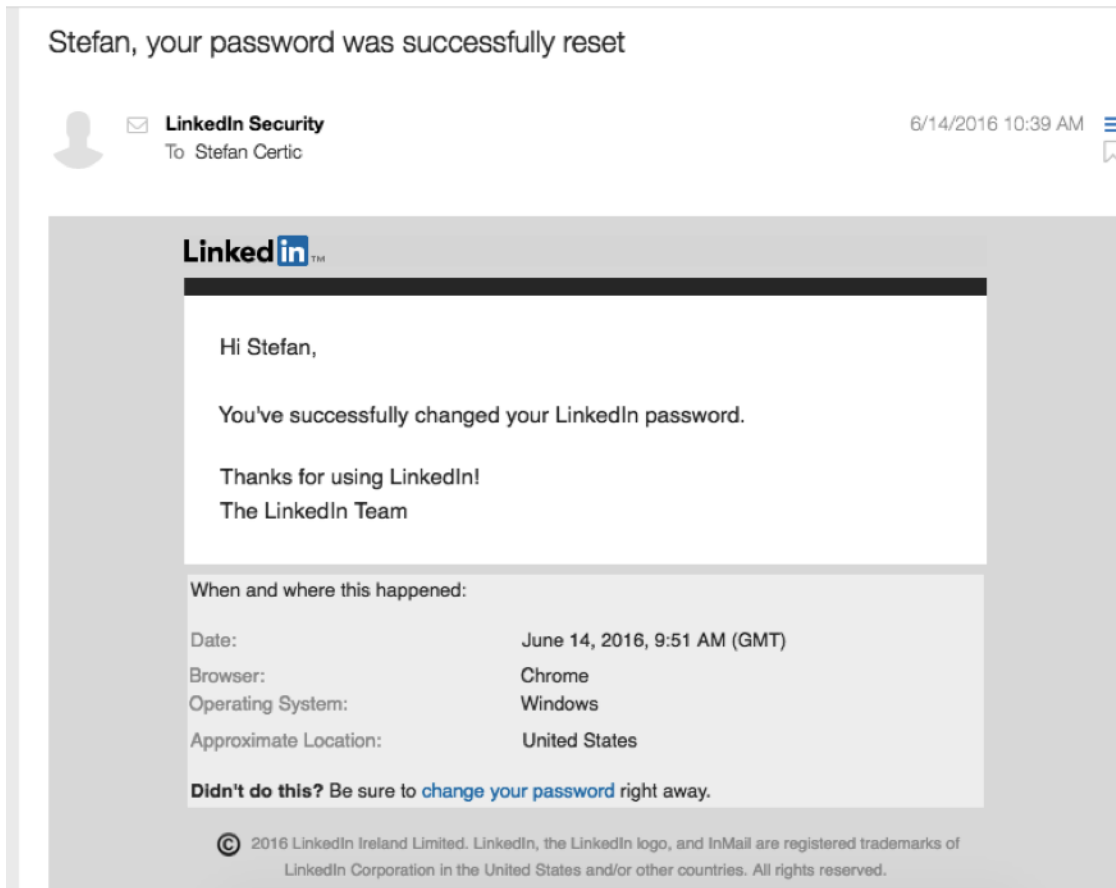 Stefan, your password was successfully reset
LinkedIn Security
6/14/2016 10:39 AM
To Stefan Certic
Linked in ™
Hi Stefan,
You've successfully changed your LinkedIn password.
Thanks for using LinkedIn!
The LinkedIn Team
When and where this happened:
Date: June 14, 2016, 9:51 AM (GMT)
Browser: Chrome
Operating System: Windows
Approximate Location: United States
Didn't do this? Be sure to change your password right away.
© 2016 LinkedIn Ireland Limited. LinkedIn, the LinkedIn logo, and InMail are registered trademarks of
LinkedIn Corporation in the United States and/or other countries. All rights reserved.